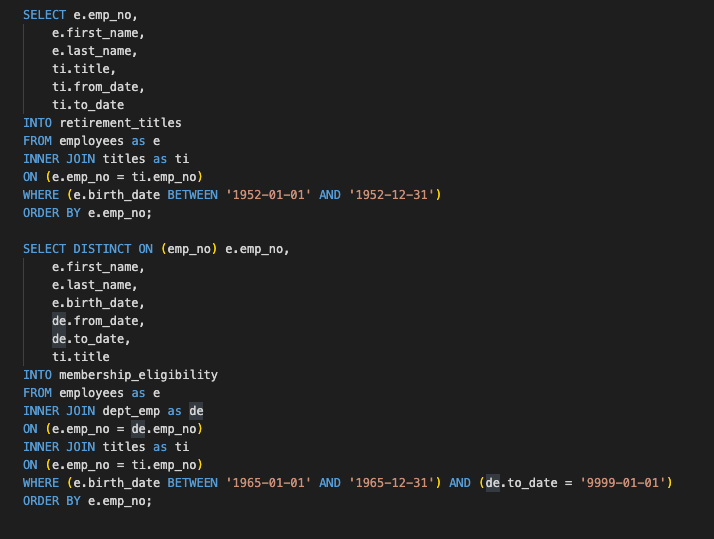 SELECT e.emp_no,
    e.first_name,
    e.last_name,
    ti.title,
    ti.from_date,
    ti.to_date
INTO retirement_titles
FROM employees as e
INNER JOIN titles as ti
ON (e.emp_no = ti.emp_no)
WHERE (e.birth_date BETWEEN '1952-01-01' AND '1952-12-31')
ORDER BY e.emp_no;

SELECT DISTINCT ON (emp_no) e.emp_no,
    e.first_name,
    e.last_name,
    e.birth_date,
    de.from_date,
    de.to_date,
    ti.title
INTO membership_eligibility
FROM employees as e
INNER JOIN dept_emp as de
ON (e.emp_no = de.emp_no)
INNER JOIN titles as ti
ON (e.emp_no = ti.emp_no)
WHERE (e.birth_date BETWEEN '1965-01-01' AND '1965-12-31') AND (de.to_date = '9999-01-01')
ORDER BY e.emp_no;